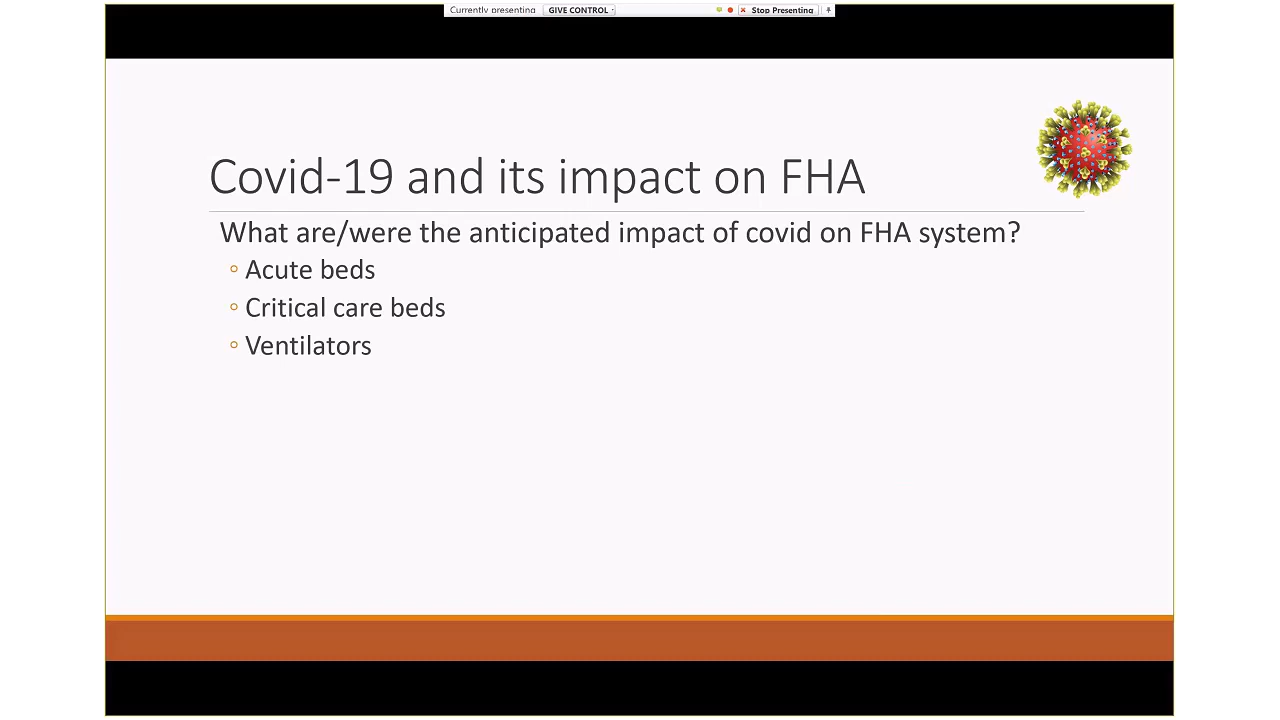 Currently presenting GIVE CONTROL Stop Presenting
Covid-19 and its impact on FHA
What are/were the anticipated impact of covid on FHA system?
◦ Acute beds
◦ Critical care beds
◦ Ventilators